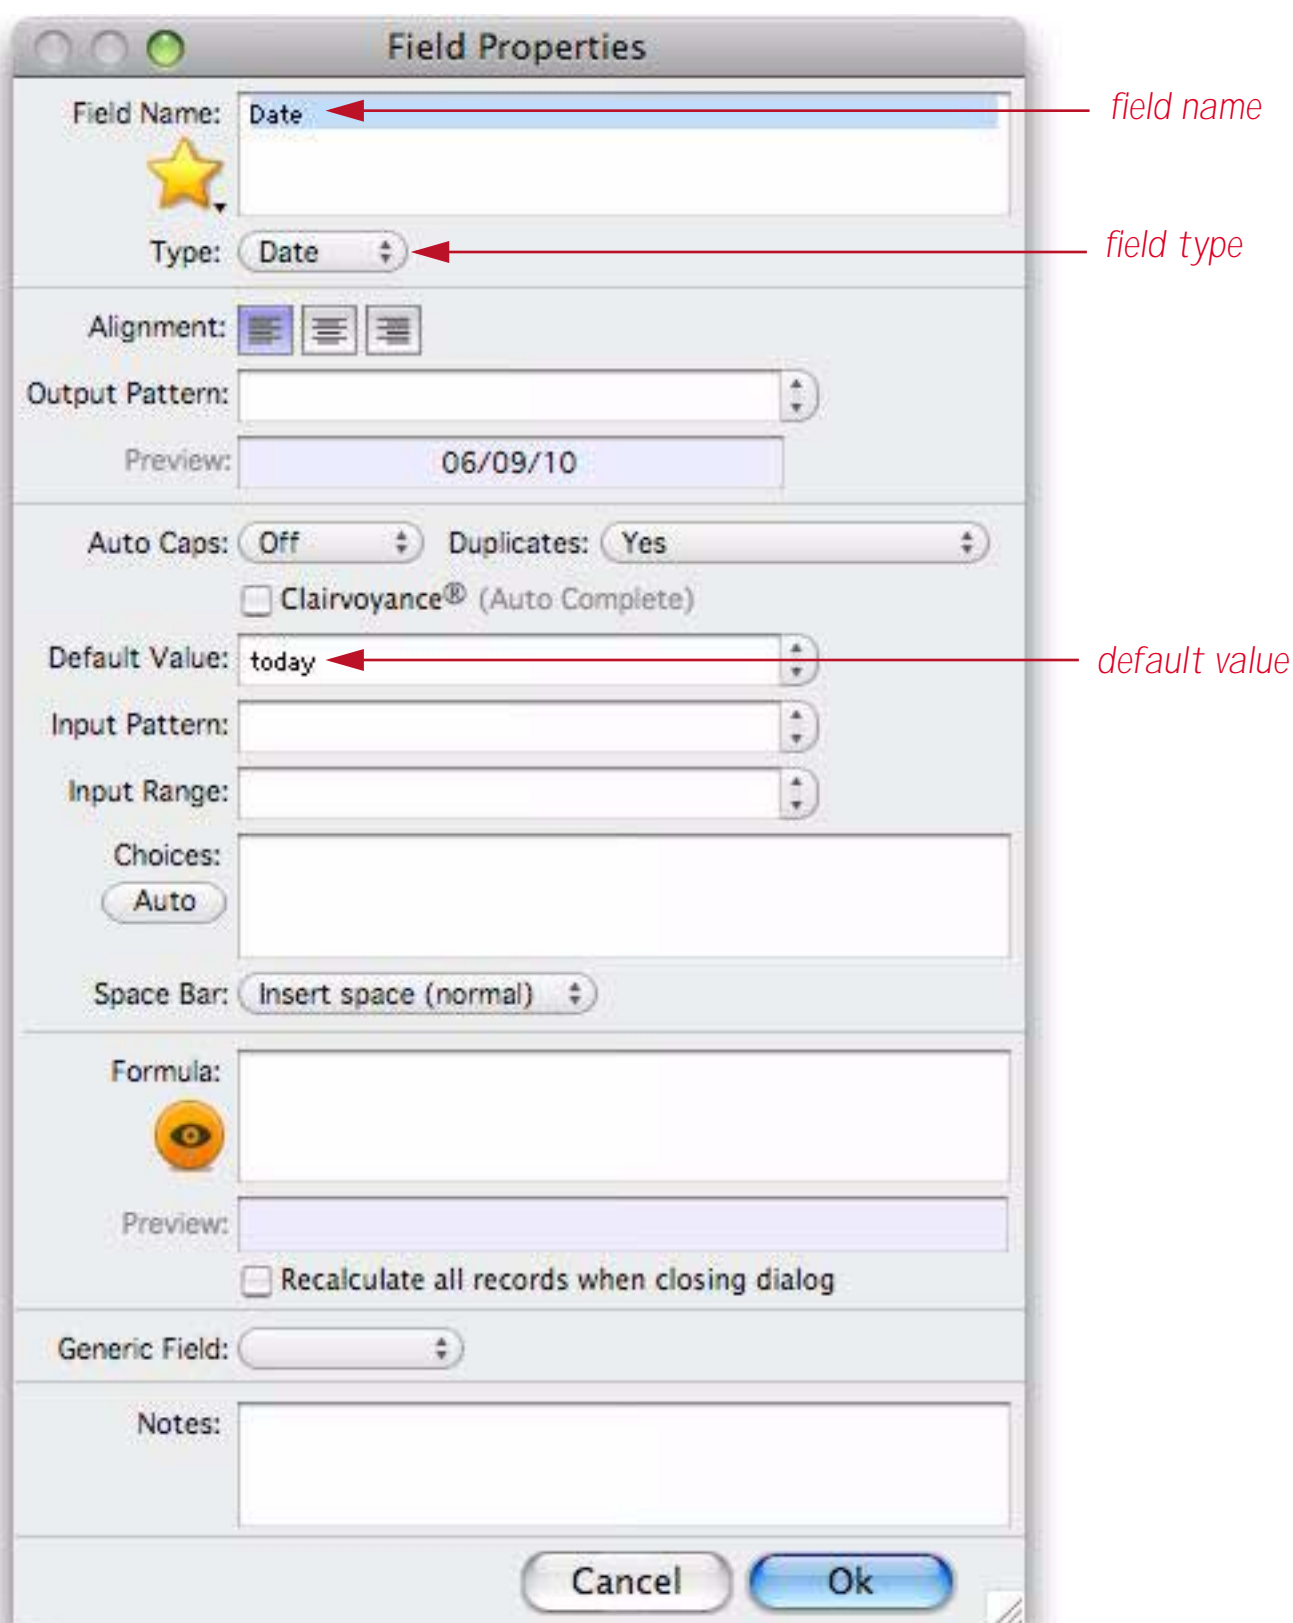 Field Properties
Field Name: Date field name
Type: Date field type
Alignment:
Output Pattern:
Preview: 06/09/10
Auto Caps: Off Duplicates: Yes
Clairvoyance® (Auto Complete)
Default Value: today default value
Input Pattern:
Input Range:
Choices:
Auto
Space Bar: Insert space (normal)
Formula:
Preview:
Recalculate all records when closing dialog
Generic Field:
Notes:
Cancel Ok